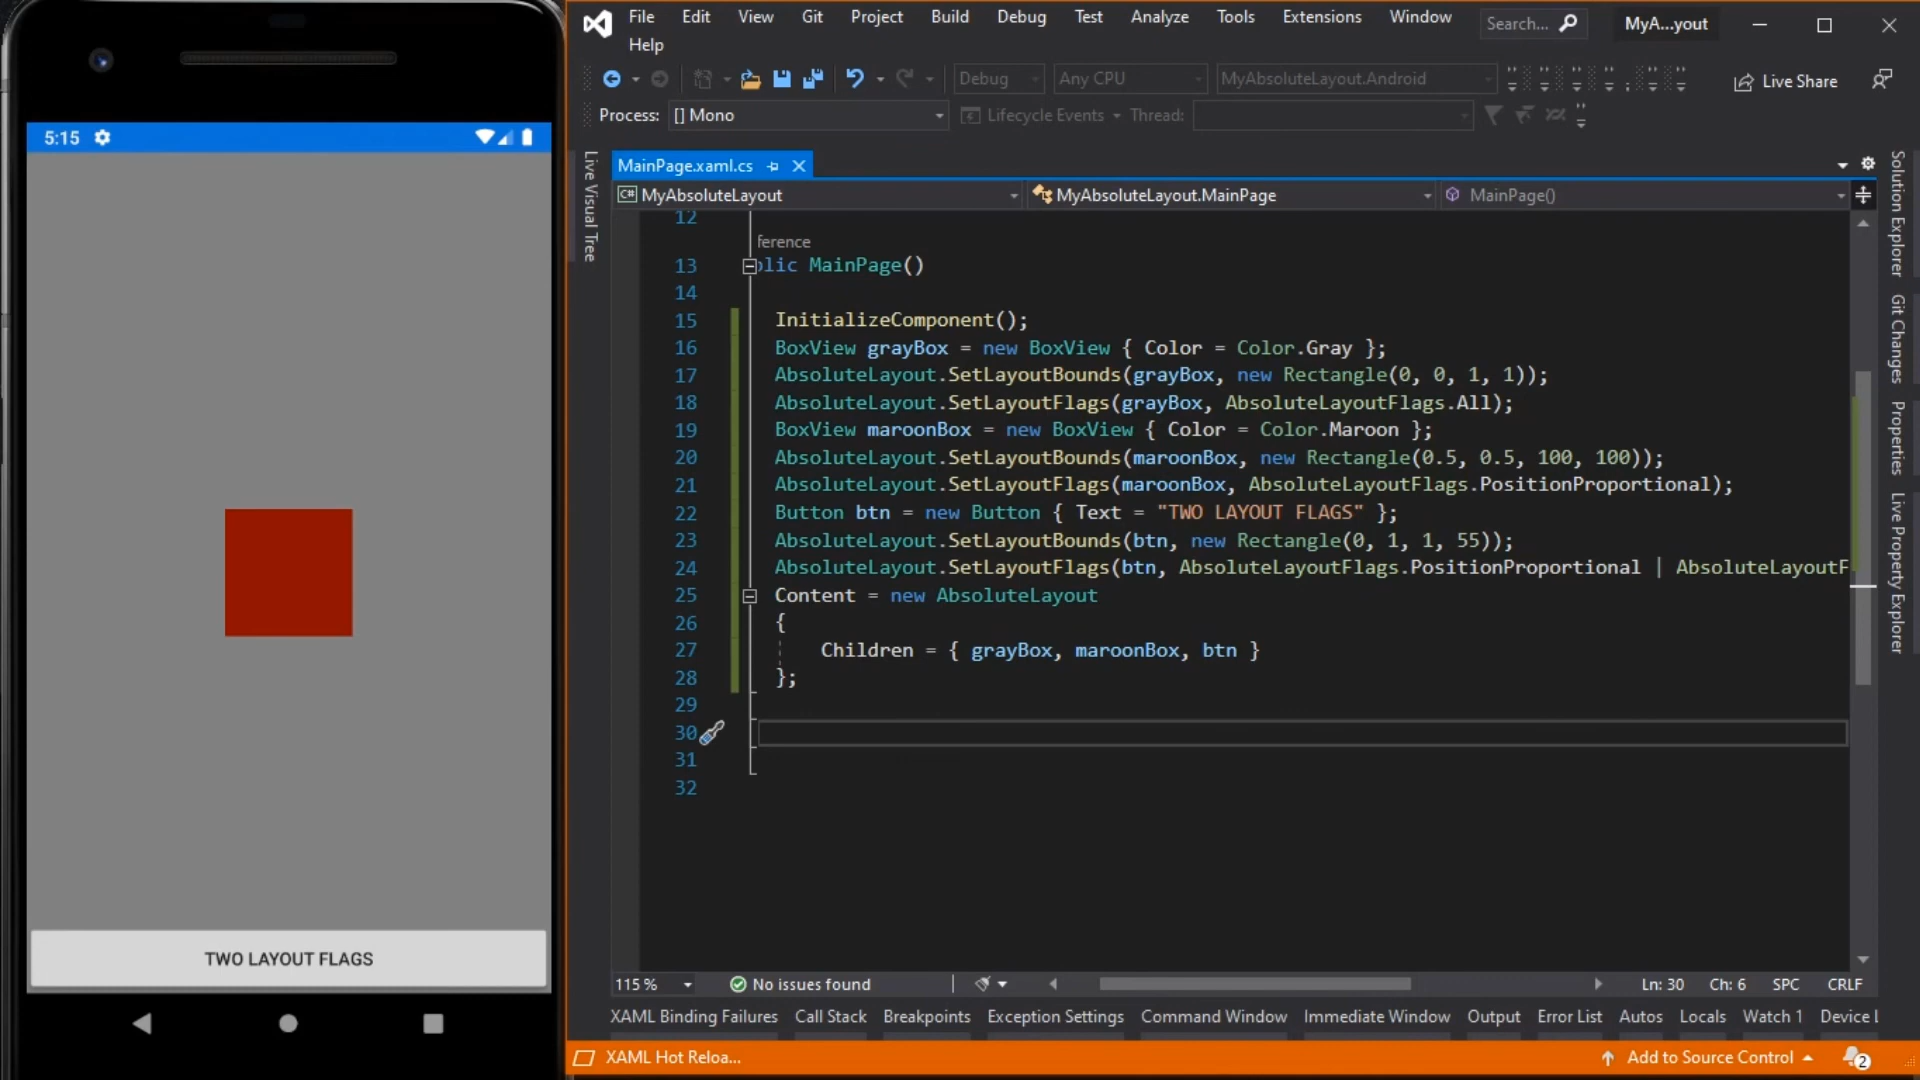 5:15
TWO LAYOUT FLAGS
File Edit View Git Project Build Debug Test Analyze Tools Extensions Window
Help
Search...
MyA...yout
Debug Any CPU MyAbsoluteLayout.Android
Live Share
Process: [] Mono Lifecycle Events Thread:
Live Visual Tree
MainPage.xaml.cs
MyAbsoluteLayout MyAbsoluteLayout.MainPage MainPage()
12
ference
13 blic MainPage()
14
15 InitializeComponent();
16 BoxView grayBox = new BoxView { Color = Color.Gray };
17 AbsoluteLayout.SetLayoutBounds(grayBox, new Rectangle(0, 0, 1, 1));
18 AbsoluteLayout.SetLayoutFlags(grayBox, AbsoluteLayoutFlags.All);
19 BoxView maroonBox = new BoxView { Color = Color.Maroon };
20 AbsoluteLayout.SetLayoutBounds(maroonBox, new Rectangle(0.5, 0.5, 100, 100));
21 AbsoluteLayout.SetLayoutFlags(maroonBox, AbsoluteLayoutFlags.PositionProportional);
22 Button btn = new Button { Text = "TWO LAYOUT FLAGS" };
23 AbsoluteLayout.SetLayoutBounds(btn, new Rectangle(0, 1, 1, 55));
24 AbsoluteLayout.SetLayoutFlags(btn, AbsoluteLayoutFlags.PositionProportional | AbsoluteLayoutF
25 Content = new AbsoluteLayout
26 {
27 Children = { grayBox, maroonBox, btn }
28 };
29
30
31
32
Solution Explorer
Git Changes
Properties
Live Property Explorer
115 % No issues found Ln: 30 Ch: 6 SPC CRLF
XAML Binding Failures Call Stack Breakpoints Exception Settings Command Window Immediate Window Output Error List Autos Locals Watch 1 Device L
XAML Hot Reloa... Add to Source Control 2